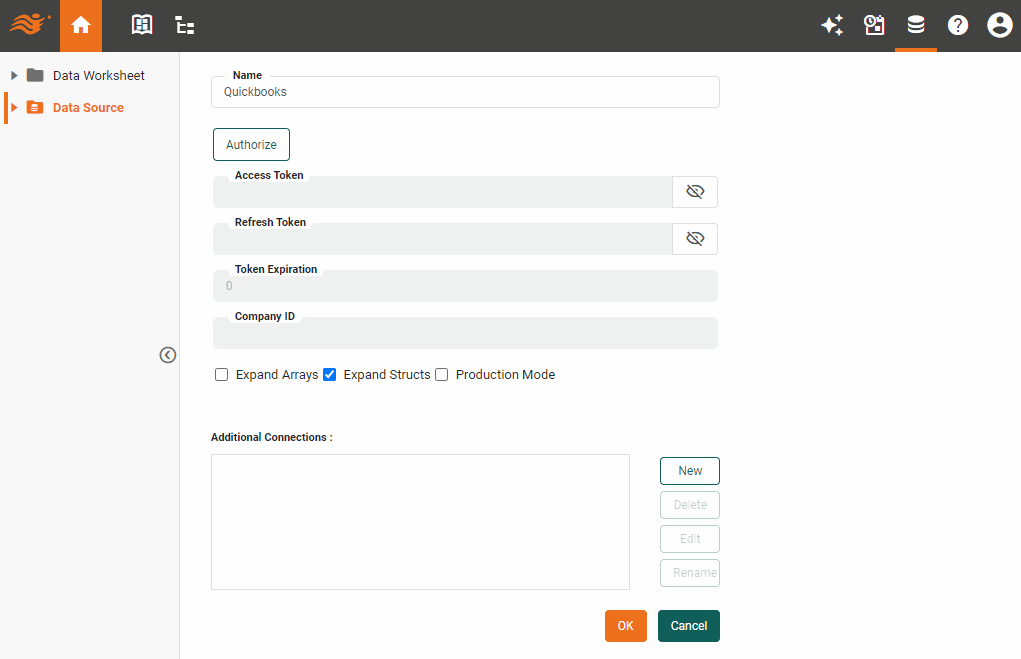 Data Worksheet
Data Source
Name
Quickbooks
Authorize
Access Token
Refresh Token
Token Expiration
0
Company ID
Expand Arrays Expand Structs Production Mode
Additional Connections :
New
Delete
Edit
Rename
OK Cancel